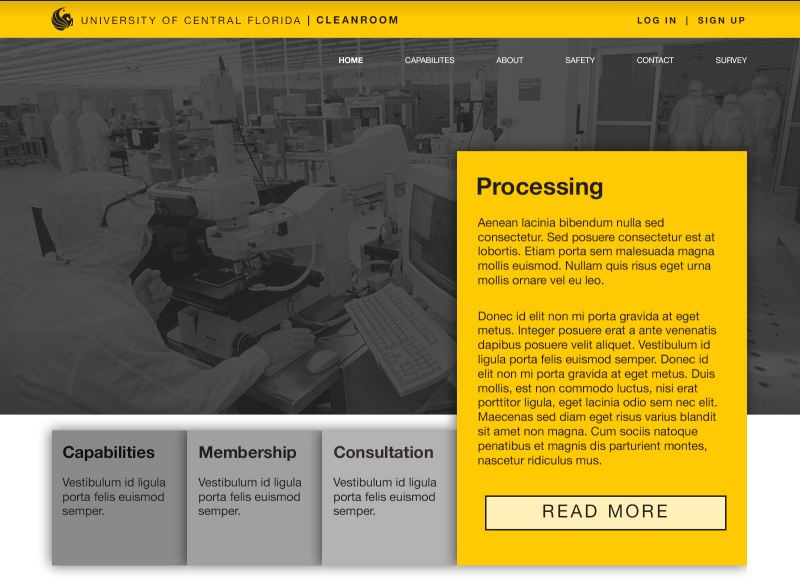 UNIVERSITY OF CENTRAL FLORIDA | CLEANROOM
LOG IN | SIGN UP
HOME CAPABILITES ABOUT SAFETY CONTACT SURVEY
Processing
Aenean lacinia bibendum nulla sed
consectetur. Sed posuere consectetur est at
lobortis. Etiam porta sem malesuada magna
mollis euismod. Nullam quis risus eget urna
mollis ornare vel eu leo.
Donec id elit non mi porta gravida at eget
metus. Integer posuere erat a ante venenatis
dapibus posuere velit aliquet. Vestibulum id
ligula porta felis euismod semper. Donec id
elit non mi porta gravida at eget metus. Duis
mollis, est non commodo luctus, nisi erat
porttitor ligula, eget lacinia odio sem nec elit.
Maecenas sed diam eget risus varius blandit
sit amet non magna. Cum sociis natoque
penatibus et magnis dis parturient montes,
nascetur ridiculus mus.
READ MORE
Capabilities
Vestibulum id ligula
porta felis euismod
semper.
Membership
Vestibulum id ligula
porta felis euismod
semper.
Consultation
Vestibulum id ligula
porta felis euismod
semper.